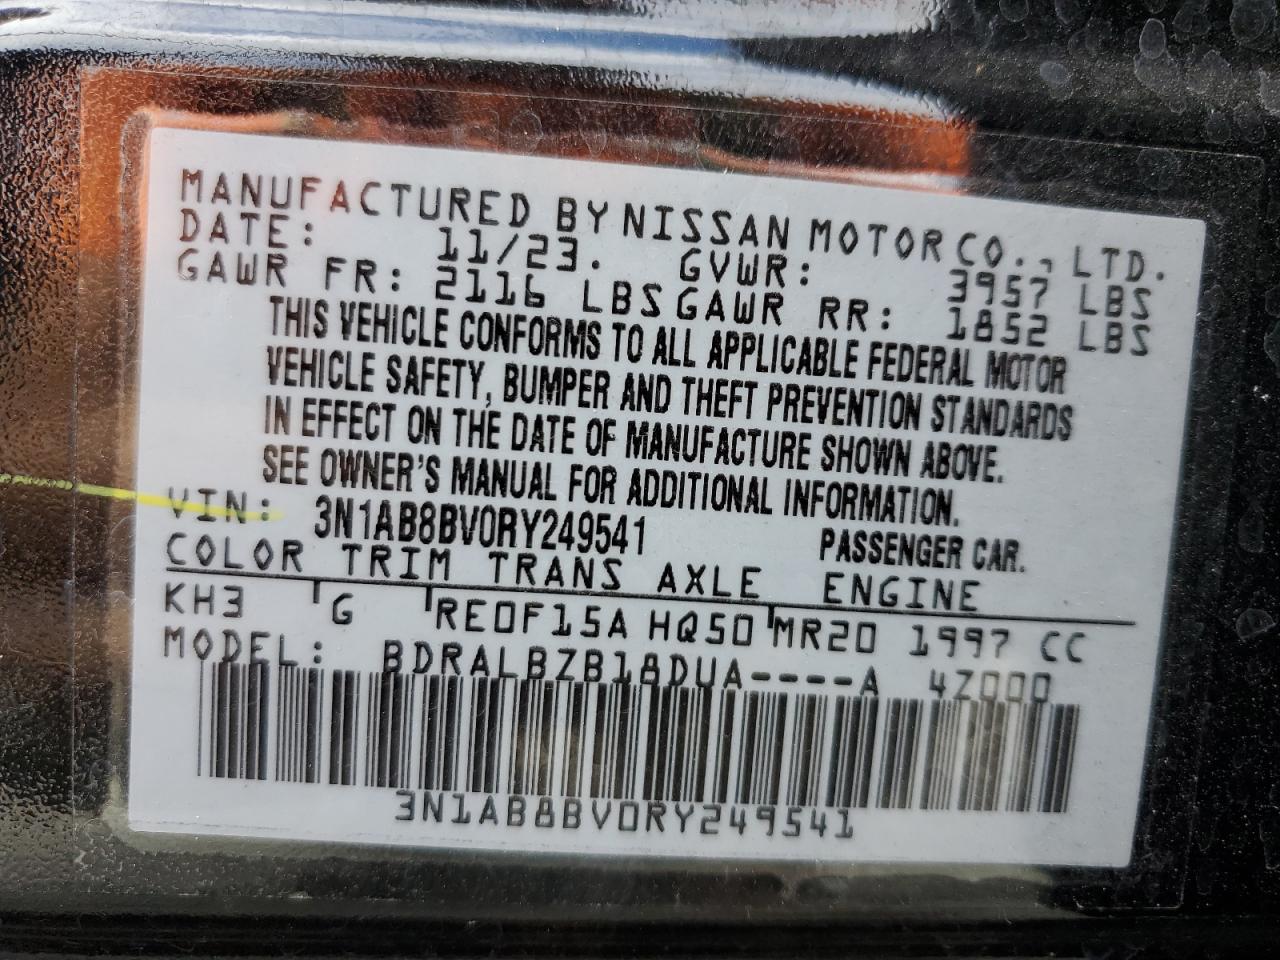 MANUFACTURED BY NISSAN MOTOR CO., LTD.
DATE: 11/23. GVWR: 3957 LBS
GAWR FR: 2116 LBS GAWR RR: 1852 LBS
THIS VEHICLE CONFORMS TO ALL APPLICABLE FEDERAL MOTOR
VEHICLE SAFETY, BUMPER AND THEFT PREVENTION STANDARDS
IN EFFECT ON THE DATE OF MANUFACTURE SHOWN ABOVE.
SEE OWNER'S MANUAL FOR ADDITIONAL INFORMATION.
VIN: 3N1AB8BV0RY249541 PASSENGER CAR.
COLOR TRIM TRANS AXLE ENGINE
KH3 G RE0F15A HQ50 MR20 1997 CC
MODEL: BDRALBZB18DUA----A 4Z000
3N1AB8BV0RY249541